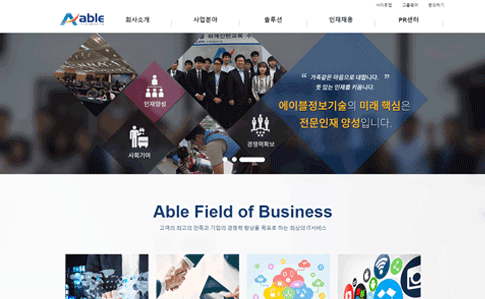 사이트맵 그룹웨어 문의하기
able
회사소개 사업분야 솔루션 인재채용 PR센터
인재양성
사회기여
경쟁력확보
“ 가족같은 마음으로 대합니다. ”
뜻 있는 인재를 키웁니다.
에이블정보기술의 미래 핵심은
전문인재 양성입니다.
Able Field of Business
고객의 최고의 만족과 기업의 경쟁력 향상을 목표로 하는 최상의 IT서비스